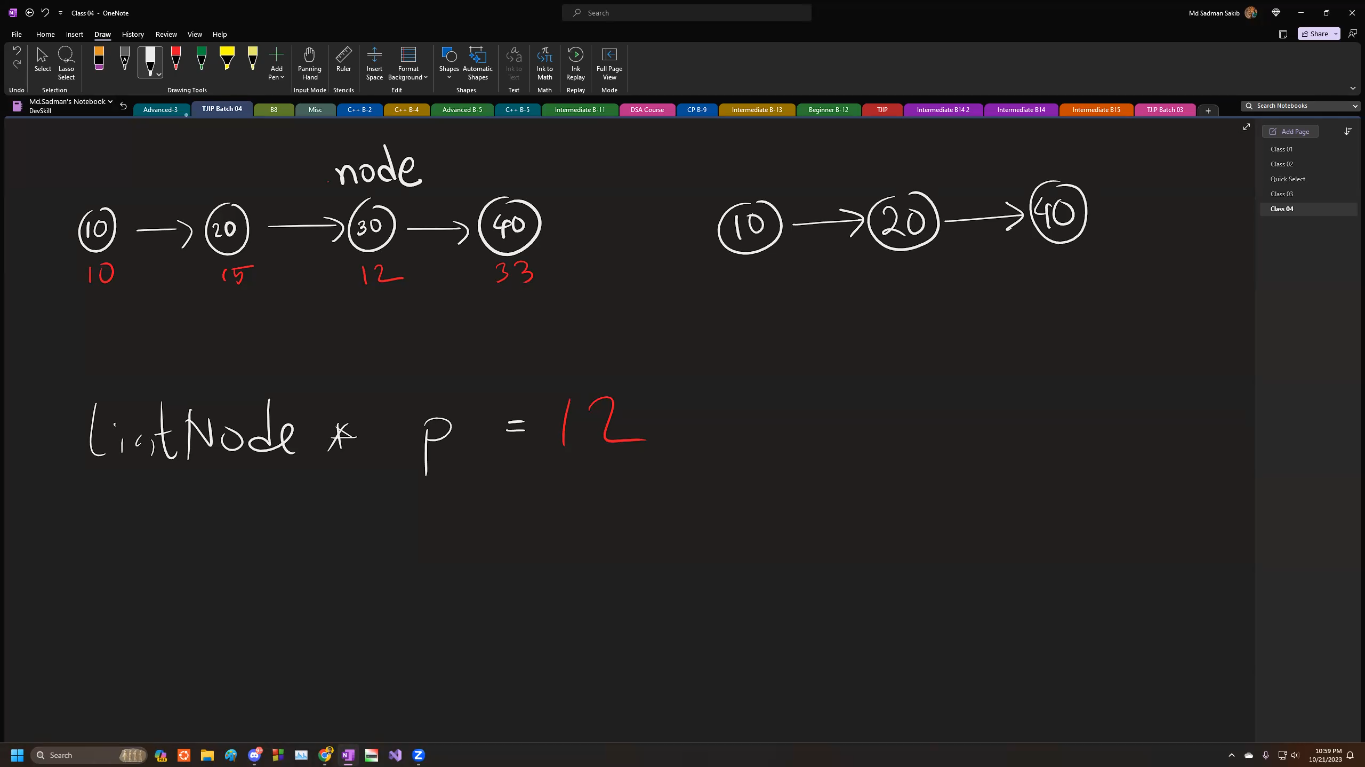 Class 04 - OneNote
Search
Md Sadman Sakib
File Home Insert Draw History Review View Help
Share
Undo
Select
Lasso Select
Add Pen
Panning Hand
Ruler
Insert Space
Format Background
Shapes
Automatic Shapes
Ink to Text
Ink to Math
Ink Replay
Full Page View
Undo Selection Drawing Tools Input Mode Stencils Edit Shapes Text Math Replay Mode
Md.Sadman's Notebook
DevSkill
Advanced-3 TJIP Batch 04 B8 Misc C++ B-2 C++ B-4 Advanced B-5 C++ B-5 Intermediate B-11 DSA Course CP B-9 Intermediate B-13 Beginner B-12 TJIP Intermediate B14.2 Intermediate B14 Intermediate B15 TJIP Batch 03 +
Search Notebooks
Add Page
Class 01
Class 02
Quick Select
Class 03
Class 04
node
10 20 30 40
10 15 12 33
10 20 40
ListNode * p = 12
Search
10:59 PM
10/21/2023